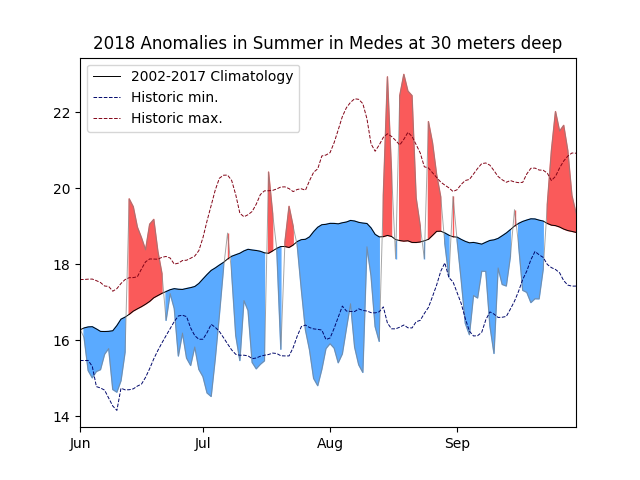 2018 Anomalies in Summer in Medes at 30 meters deep
2002-2017 Climatology
Historic min.
Historic max.
22
20
18
16
14
Jun Jul Aug Sep